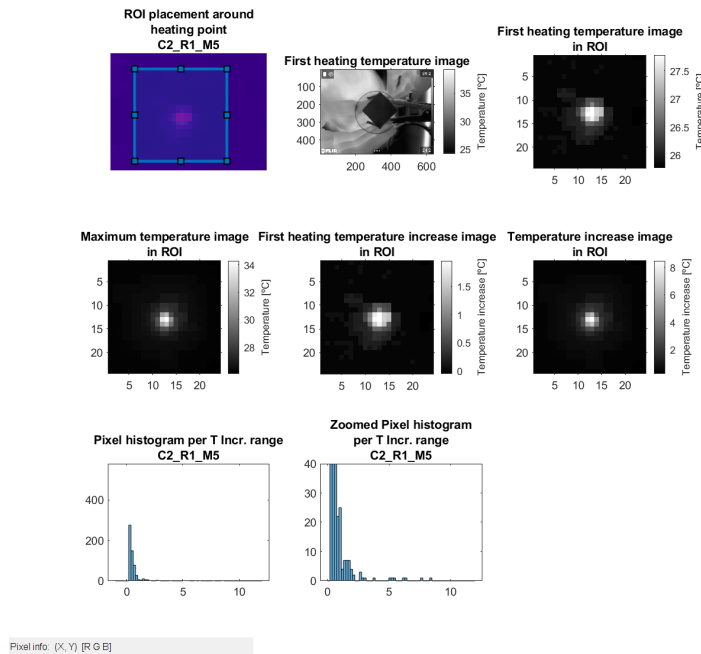 ROI placement around
heating point
C2_R1_M5
First heating temperature image
100
200
300
400
200 400 600
35
30
25
Temperature [ºC]
First heating temperature image
in ROI
5
10
15
20
5 10 15 20
27.5
27
26.5
26
Temperature [ºC]
Maximum temperature image
in ROI
5
10
15
20
5 10 15 20
34
32
30
28
Temperature [ºC]
First heating temperature increase image
in ROI
5
10
15
20
5 10 15 20
1.5
1
0.5
0
Temperature increase [ºC]
Temperature increase image
in ROI
5
10
15
20
5 10 15 20
8
6
4
2
Temperature increase [ºC]
Pixel histogram per T Incr. range
C2_R1_M5
400
200
0
0 5 10
Zoomed Pixel histogram
per T Incr. range
C2_R1_M5
40
30
20
10
0
0 5 10
Pixel info: (X, Y) [R G B]